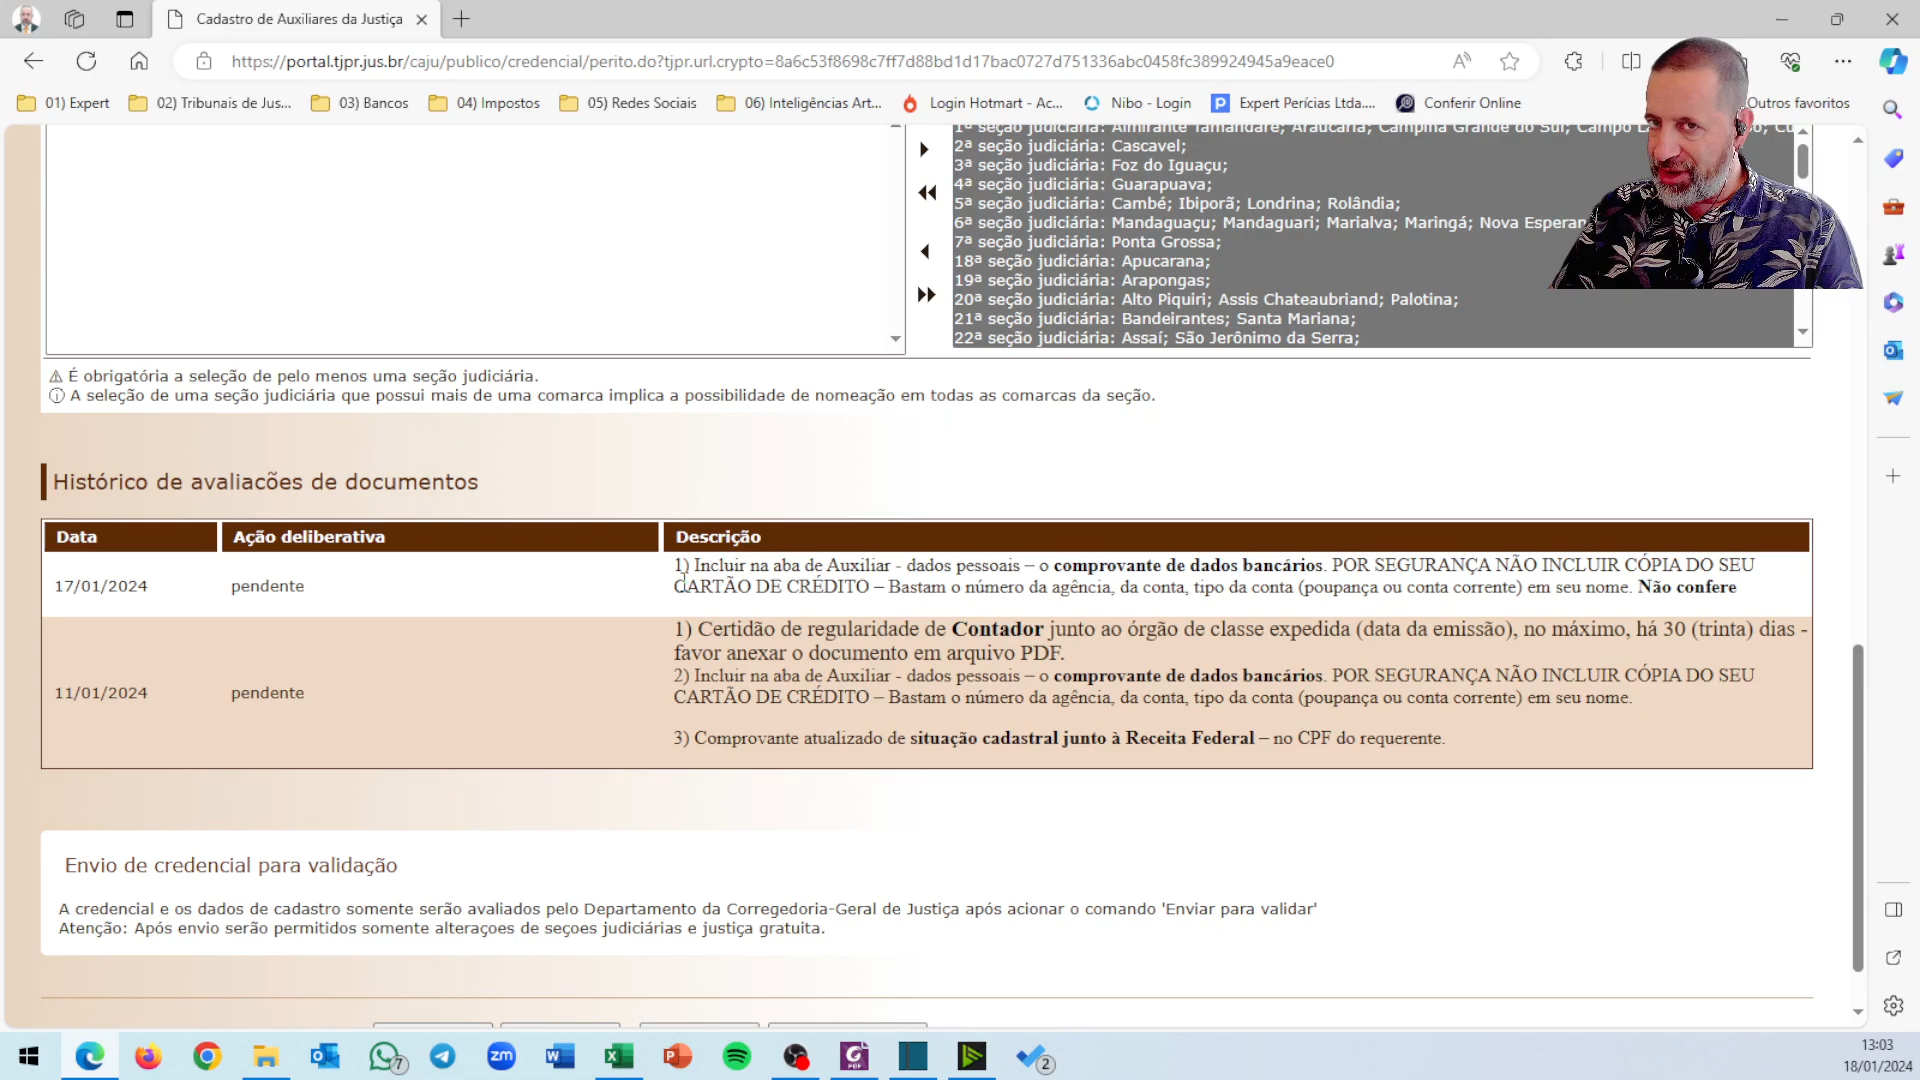 Cadastro de Auxiliares da Justiça
https://portal.tjpr.jus.br/caju/publico/credencial/perito.do?tjpr.url.crypto=8a6c53f8698c7ff7d88bd1d17bac0727d751336abc0458fc389924945a9eace0
01) Expert
02) Tribunais de Jus...
03) Bancos
04) Impostos
05) Redes Sociais
06) Inteligências Art...
Login Hotmart - Ac...
Nibo - Login
Expert Perícias Ltda....
Conferir Online
Outros favoritos
1ª seção judiciária: Almirante Tamandaré; Araucária; Campina Grande do Sul; Campo
2ª seção judiciária: Cascavel;
3ª seção judiciária: Foz do Iguaçu;
4ª seção judiciária: Guarapuava;
5ª seção judiciária: Cambé; Ibiporã; Londrina; Rolândia;
6ª seção judiciária: Mandaguaçu; Mandaguari; Marialva; Maringá; Nova Esperan
7ª seção judiciária: Ponta Grossa;
18ª seção judiciária: Apucarana;
19ª seção judiciária: Arapongas;
20ª seção judiciária: Alto Piquiri; Assis Chateaubriand; Palotina;
21ª seção judiciária: Bandeirantes; Santa Mariana;
22ª seção judiciária: Assaí; São Jerônimo da Serra;
⚠ É obrigatória a seleção de pelo menos uma seção judiciária.
ⓘ A seleção de uma seção judiciária que possui mais de uma comarca implica a possibilidade de nomeação em todas as comarcas da seção.
Histórico de avaliacões de documentos
Data Ação deliberativa Descrição
17/01/2024 pendente
1) Incluir na aba de Auxiliar - dados pessoais – o comprovante de dados bancários. POR SEGURANÇA NÃO INCLUIR CÓPIA DO SEU
CARTÃO DE CRÉDITO – Bastam o número da agência, da conta, tipo da conta (poupança ou conta corrente) em seu nome. Não confere
11/01/2024 pendente
1) Certidão de regularidade de Contador junto ao órgão de classe expedida (data da emissão), no máximo, há 30 (trinta) dias -
favor anexar o documento em arquivo PDF.
2) Incluir na aba de Auxiliar - dados pessoais – o comprovante de dados bancários. POR SEGURANÇA NÃO INCLUIR CÓPIA DO SEU
CARTÃO DE CRÉDITO – Bastam o número da agência, da conta, tipo da conta (poupança ou conta corrente) em seu nome.
3) Comprovante atualizado de situação cadastral junto à Receita Federal – no CPF do requerente.
Envio de credencial para validação
A credencial e os dados de cadastro somente serão avaliados pelo Departamento da Corregedoria-Geral de Justiça após acionar o comando 'Enviar para validar'
Atenção: Após envio serão permitidos somente alteraçoes de seçoes judiciárias e justiça gratuita.
7
zm
2
13:03
18/01/2024